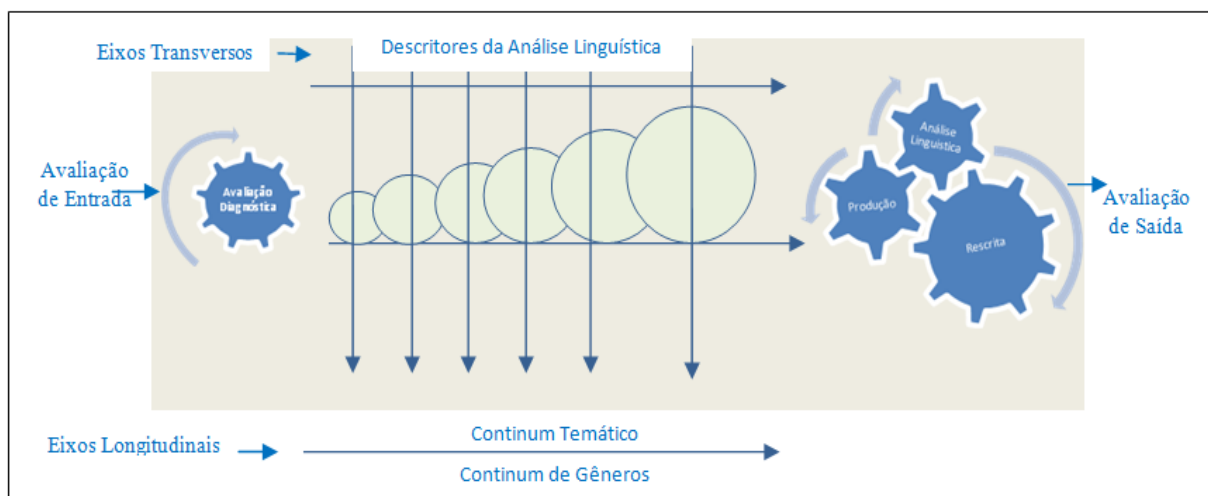 Eixos Transversos
Descritores da Análise Linguística
Avaliação
de Entrada
Avaliação
Diagnóstica
Análise
Linguística
Produção
Rescrita
Avaliação
de Saída
Eixos Longitudinais
Continum Temático
Continum de Gêneros